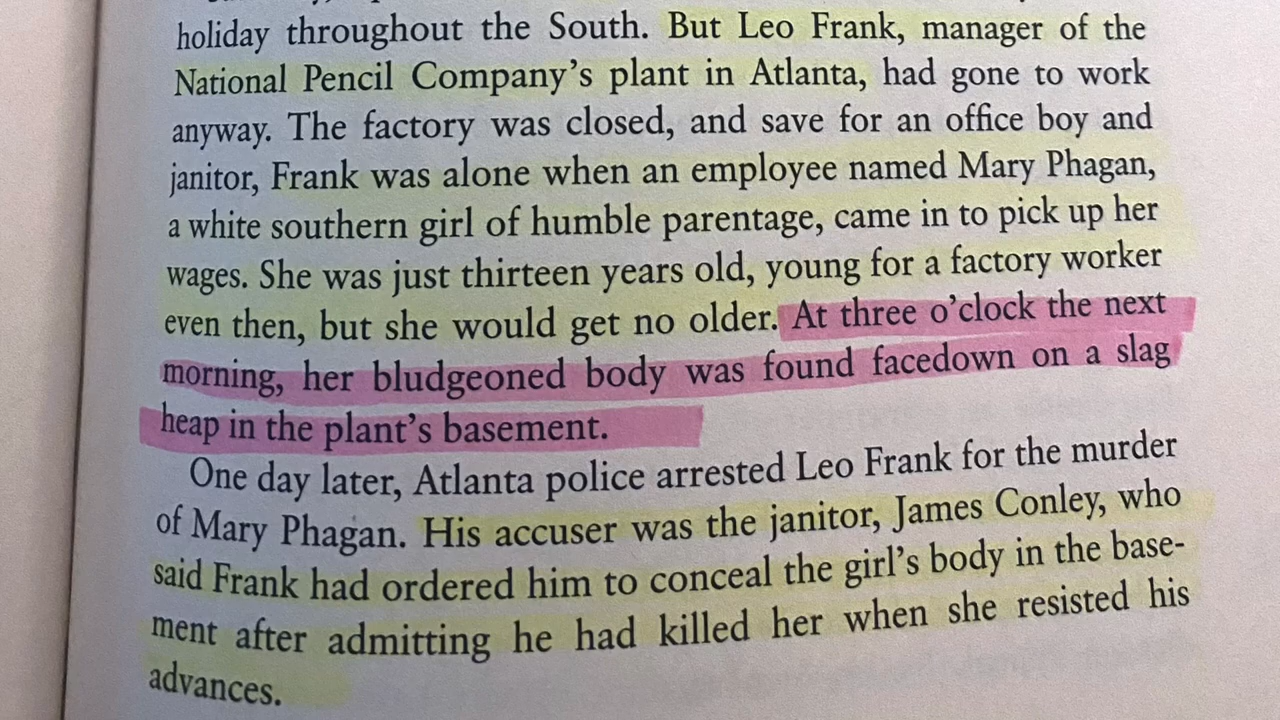 holiday throughout the South. But Leo Frank, manager of the
National Pencil Company’s plant in Atlanta, had gone to work
anyway. The factory was closed, and save for an office boy and
janitor, Frank was alone when an employee named Mary Phagan,
a white southern girl of humble parentage, came in to pick up her
wages. She was just thirteen years old, young for a factory worker
even then, but she would get no older. At three o’clock the next
morning, her bludgeoned body was found facedown on a slag
heap in the plant’s basement.
One day later, Atlanta police arrested Leo Frank for the murder
of Mary Phagan. His accuser was the janitor, James Conley, who
said Frank had ordered him to conceal the girl’s body in the base-
ment after admitting he had killed her when she resisted his
advances.